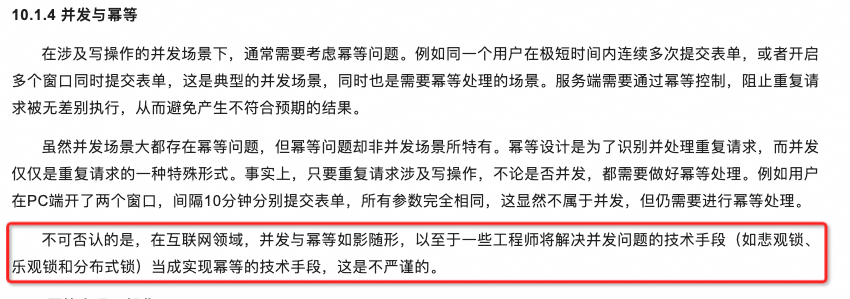 10.1.4 并发与幂等
在涉及写操作的并发场景下，通常需要考虑幂等问题。例如同一个用户在极短时间内连续多次提交表单，或者开启
多个窗口同时提交表单，这是典型的并发场景，同时也是需要幂等处理的场景。服务端需要通过幂等控制，阻止重复请
求被无差别执行，从而避免产生不符合预期的结果。
虽然并发场景大都存在幂等问题，但幂等问题却非并发场景所特有。幂等设计是为了识别并处理重复请求，而并发
仅仅是重复请求的一种特殊形式。事实上，只要重复请求涉及写操作，不论是否并发，都需要做好幂等处理。例如用户
在PC端开了两个窗口，间隔10分钟分别提交表单，所有参数完全相同，这显然不属于并发，但仍需要进行幂等处理。
不可否认的是，在互联网领域，并发与幂等如影随形，以至于一些工程师将解决并发问题的技术手段（如悲观锁、
乐观锁和分布式锁）当成实现幂等的技术手段，这是不严谨的。